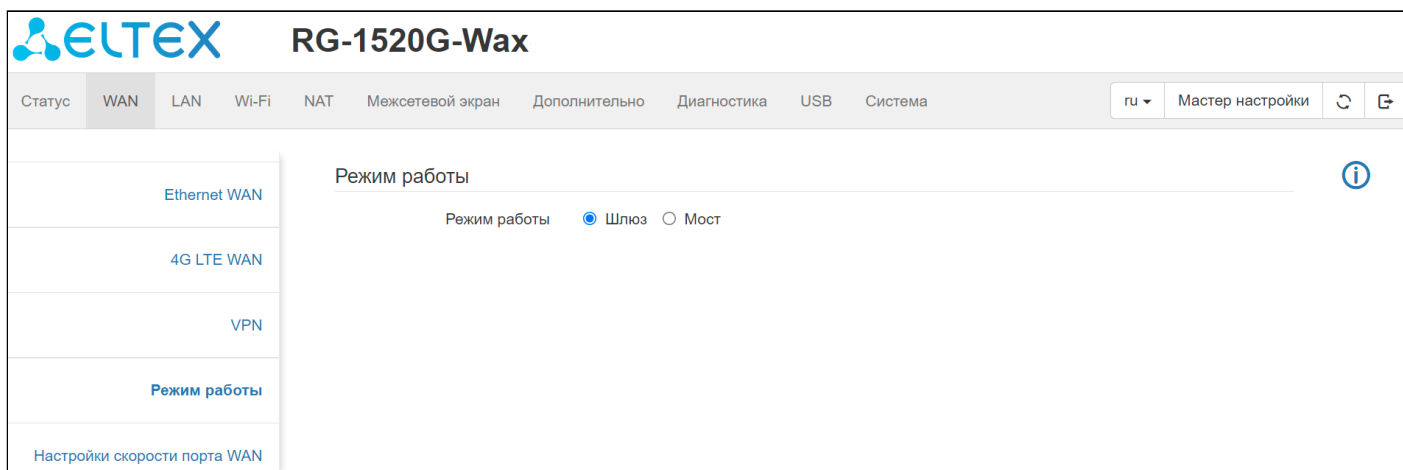 ELTEX RG-1520G-Wax
Статус WAN LAN Wi-Fi NAT Межсетевой экран Дополнительно Диагностика USB Система ru Мастер настройки
Ethernet WAN
4G LTE WAN
VPN
Режим работы
Настройки скорости порта WAN
Режим работы
Режим работы Шлюз Мост